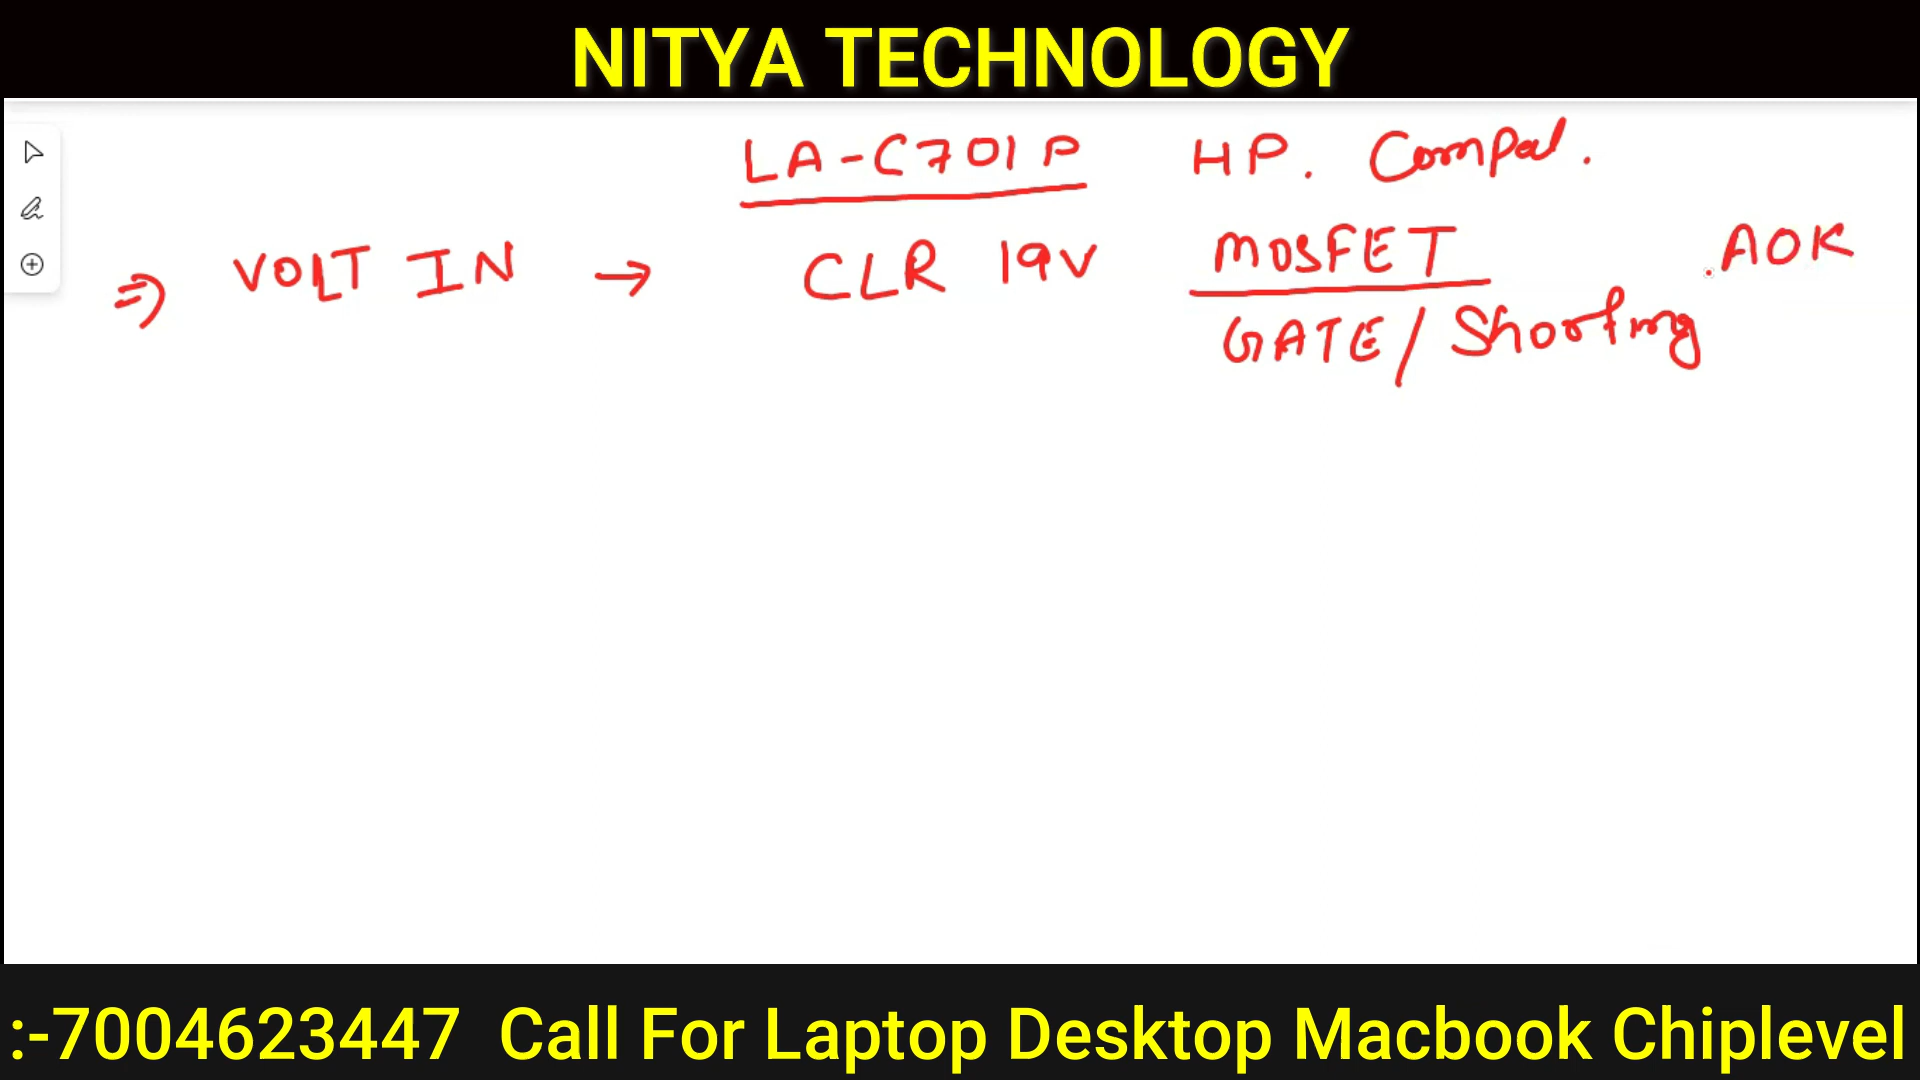 NITYA TECHNOLOGY
LA-C701P HP. Compal.
⇒ VOLT IN → CLR 19V MOSFET AOK
GATE/Shorting
:-7004623447 Call For Laptop Desktop Macbook Chiplevel